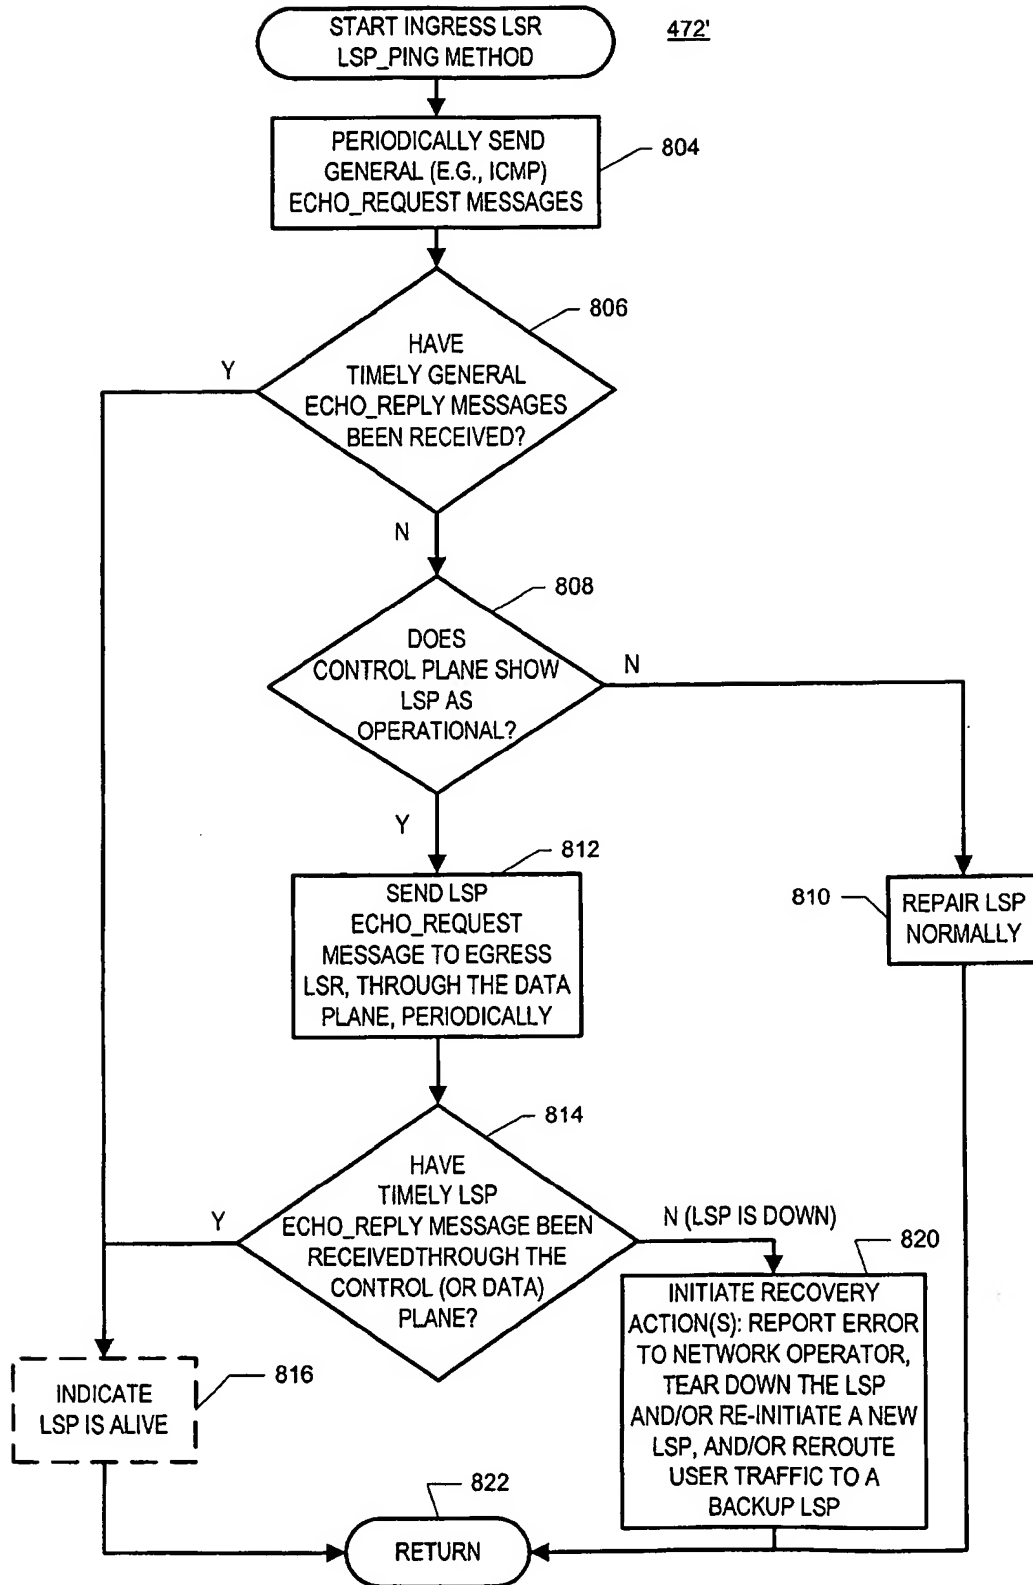 START INGRESS LSR
LSP_PING METHOD
472'
PERIODICALLY SEND
GENERAL (E.G., ICMP)
ECHO_REQUEST MESSAGES
804
806
HAVE
TIMELY GENERAL
ECHO_REPLY MESSAGES
BEEN RECEIVED?
Y
N
808
DOES
CONTROL PLANE SHOW
LSP AS
OPERATIONAL?
N
Y
812
SEND LSP
ECHO_REQUEST
MESSAGE TO EGRESS
LSR, THROUGH THE DATA
PLANE, PERIODICALLY
810
REPAIR LSP
NORMALLY
814
HAVE
TIMELY LSP
ECHO_REPLY MESSAGE BEEN
RECEIVEDTHROUGH THE
CONTROL (OR DATA)
PLANE?
Y
N (LSP IS DOWN)
820
INITIATE RECOVERY
ACTION(S): REPORT ERROR
TO NETWORK OPERATOR,
TEAR DOWN THE LSP
AND/OR RE-INITIATE A NEW
LSP, AND/OR REROUTE
USER TRAFFIC TO A
BACKUP LSP
816
INDICATE
LSP IS ALIVE
822
RETURN